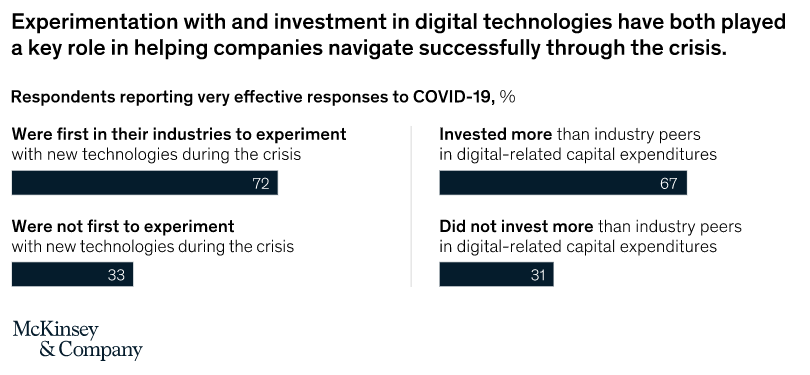 Experimentation with and investment in digital technologies have both played
a key role in helping companies navigate successfully through the crisis.
Respondents reporting very effective responses to COVID-19, %
Were first in their industries to experiment
with new technologies during the crisis
72
Were not first to experiment
with new technologies during the crisis
33
Invested more than industry peers
in digital-related capital expenditures
67
Did not invest more than industry peers
in digital-related capital expenditures
31
McKinsey
& Company